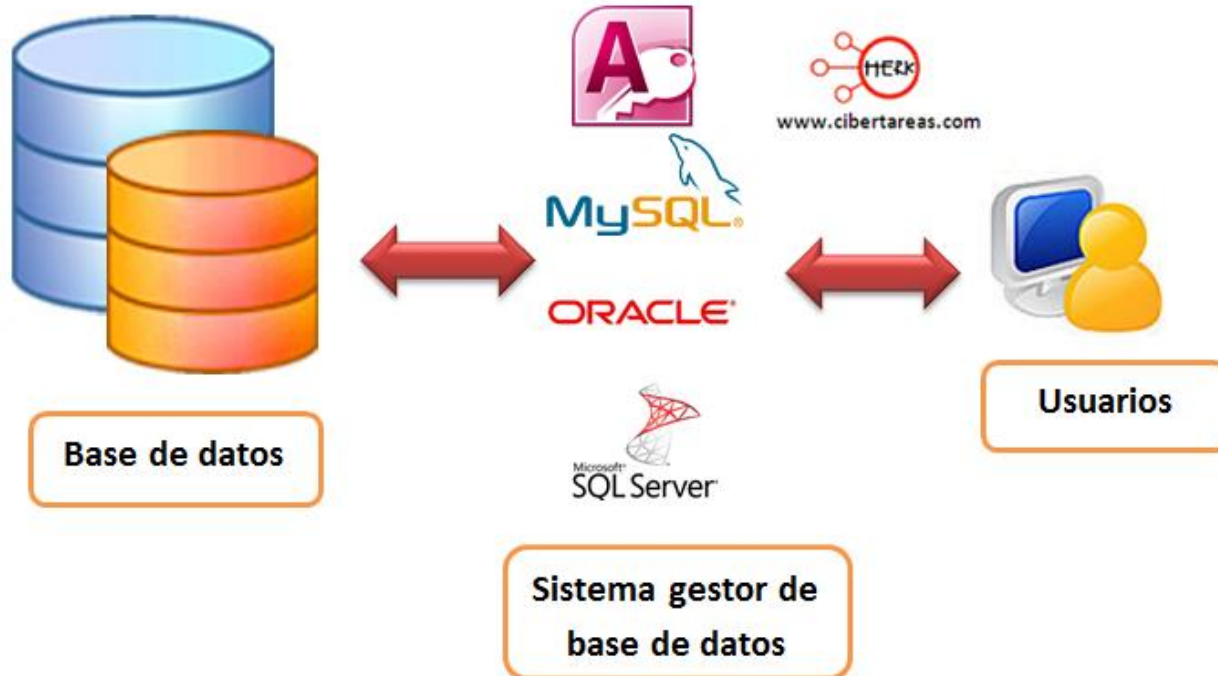 A
HERK
www.cibertareas.com
MySQL®
ORACLE®
Microsoft®
SQL Server®
Base de datos
Usuarios
Sistema gestor de
base de datos